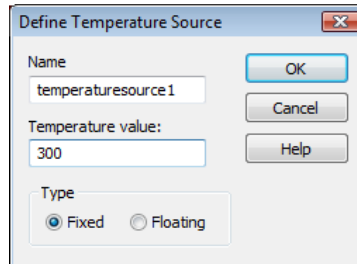 Define Temperature Source
Name
temperaturesource1
Temperature value:
300
Type
Fixed
Floating
OK
Cancel
Help